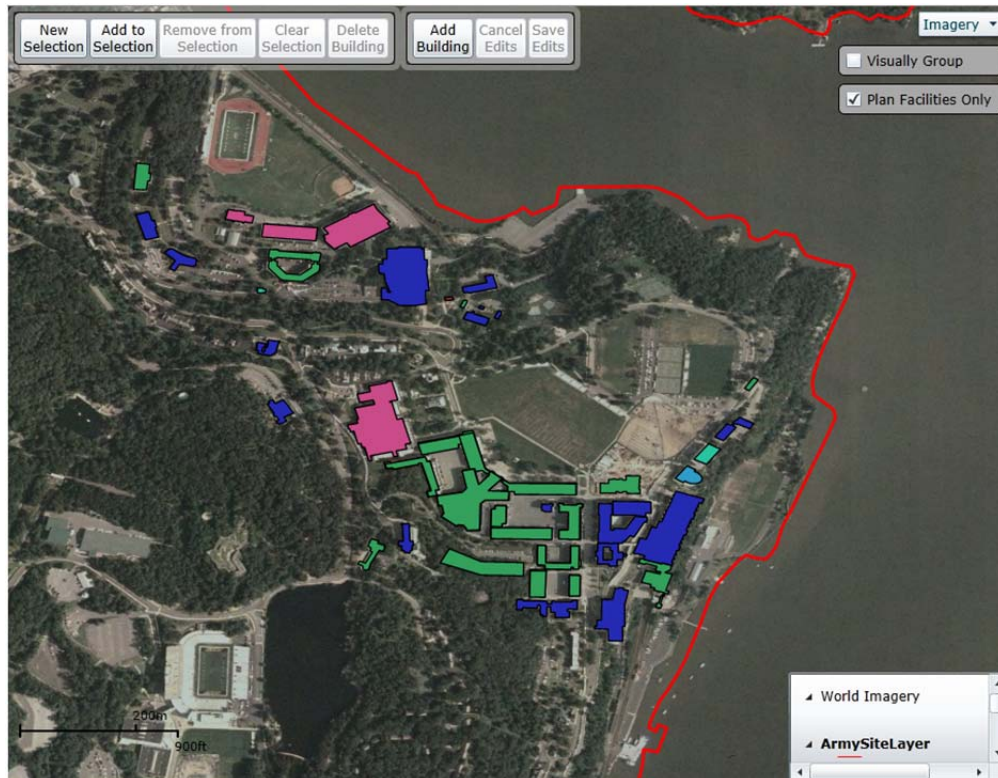 New
Selection
Add to
Selection
Remove from
Selection
Clear
Selection
Delete
Building
Add
Building
Cancel
Edits
Save
Edits
Imagery
Visually Group
Plan Facilities Only
200m
900ft
World Imagery
ArmySiteLayer